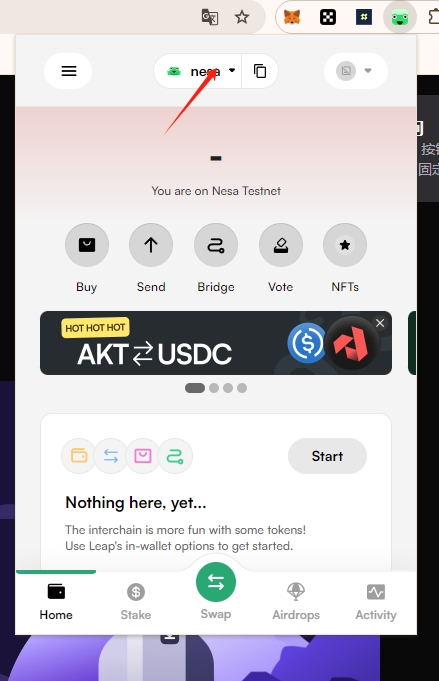 nesa
-
You are on Nesa Testnet
Buy
Send
Bridge
Vote
NFTs
HOT HOT HOT
AKT⇄USDC
Start
Nothing here, yet...
The interchain is more fun with some tokens!
Use Leap's in-wallet options to get started.
Home
Stake
Swap
Airdrops
Activity
按
固定